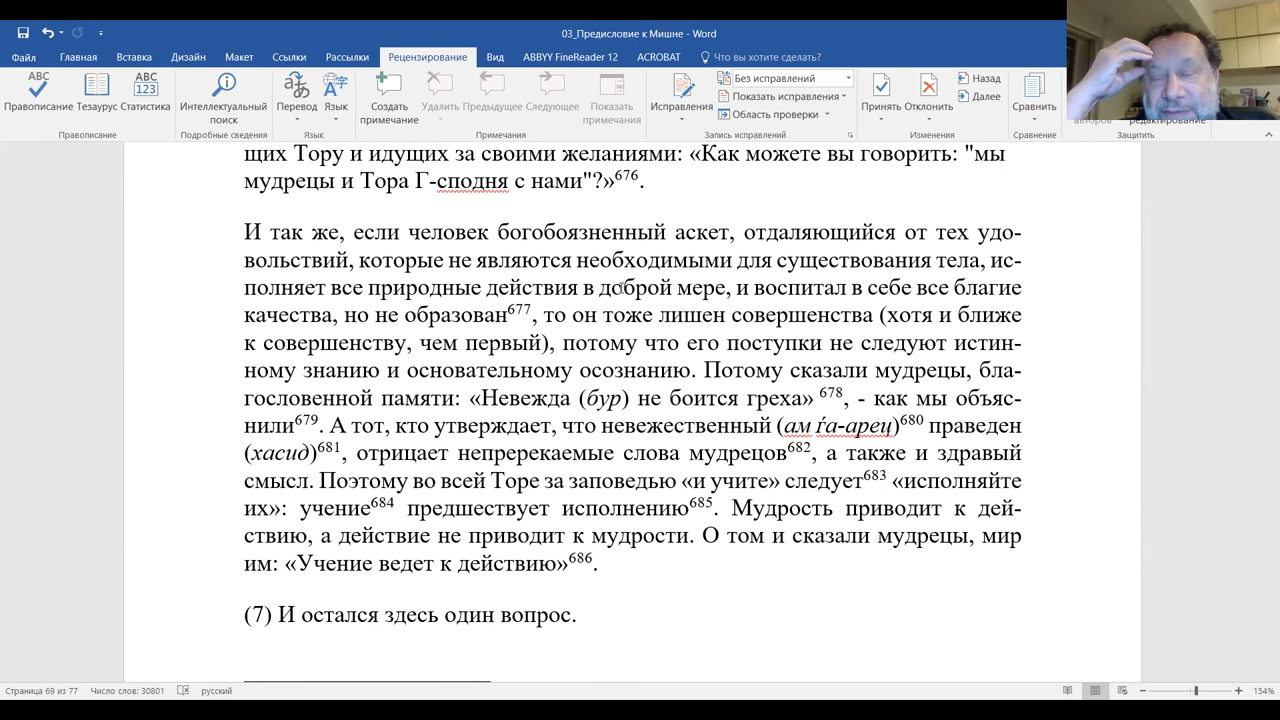 03_Предисловие к Мишне - Word
Файл Главная Вставка Дизайн Макет Ссылки Рассылки Рецензирование Вид ABBYY FineReader 12 ACROBAT Что вы хотите сделать?
ABC ABC 123
Правописание Тезаурус Статистика
Правописание
Интеллектуальный
поиск
Подробные сведения
Перевод Язык
Язык
Создать
примечание
Удалить Предыдущее Следующее Показать
примечания
Примечания
Исправления
Без исправлений
Показать исправления
Область проверки
Запись исправлений
Принять Отклонить
Назад
Далее
Изменения
Сравнить
Сравнение
авторов редактирование
Защитить
щих Тору и идущих за своими желаниями: «Как можете вы говорить: "мы
мудрецы и Тора Г-сподня с нами"?»676.
И так же, если человек богобоязненный аскет, отдаляющийся от тех удо-
вольствий, которые не являются необходимыми для существования тела, ис-
полняет все природные действия в доброй мере, и воспитал в себе все благие
качества, но не образован677, то он тоже лишен совершенства (хотя и ближе
к совершенству, чем первый), потому что его поступки не следуют истин-
ному знанию и основательному осознанию. Потому сказали мудрецы, бла-
гословенной памяти: «Невежда (бур) не боится греха» 678, - как мы объяс-
нили679. А тот, кто утверждает, что невежественный (ам ѓа-арец)680 праведен
(хасид)681, отрицает непререкаемые слова мудрецов682, а также и здравый
смысл. Поэтому во всей Торе за заповедью «и учите» следует683 «исполняйте
их»: учение684 предшествует исполнению685. Мудрость приводит к дей-
ствию, а действие не приводит к мудрости. О том и сказали мудрецы, мир
им: «Учение ведет к действию»686.
(7) И остался здесь один вопрос.
Страница 69 из 77 Число слов: 30801 русский 154%